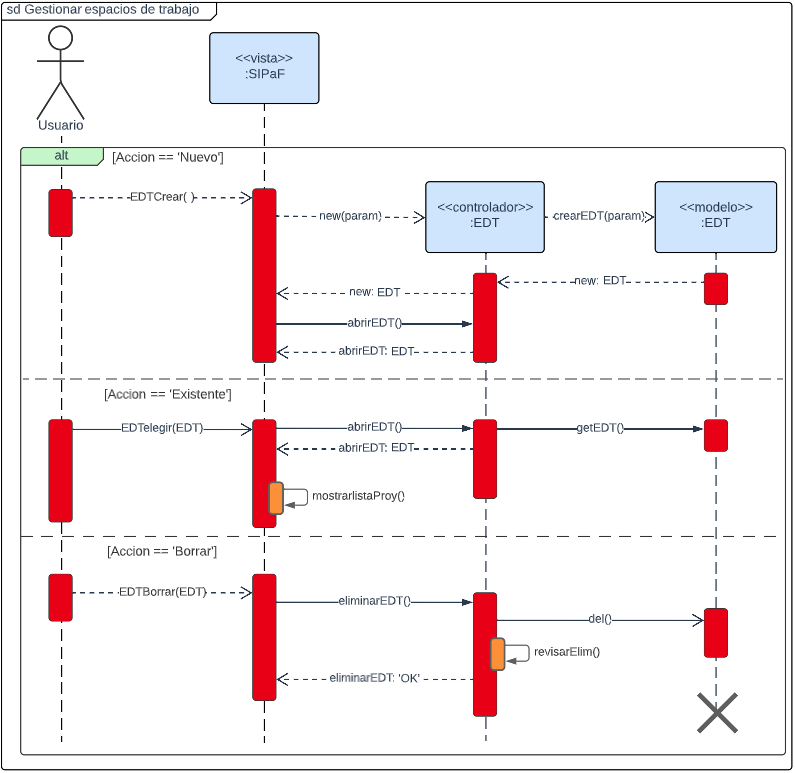 sd Gestionar espacios de trabajo
<<vista>>
:SIPaF
Usuario
alt
[Accion == 'Nuevo']
EDTCrear( )
new(param)
<<controlador>>
:EDT
crearEDT(param)
<<modelo>>
:EDT
new: EDT
new: EDT
abrirEDT()
abrirEDT: EDT
[Accion == 'Existente']
EDTelegir(EDT)
abrirEDT()
getEDT()
abrirEDT: EDT
mostrarlistaProy()
[Accion == 'Borrar']
EDTBorrar(EDT)
eliminarEDT()
del()
revisarElim()
eliminarEDT: 'OK'